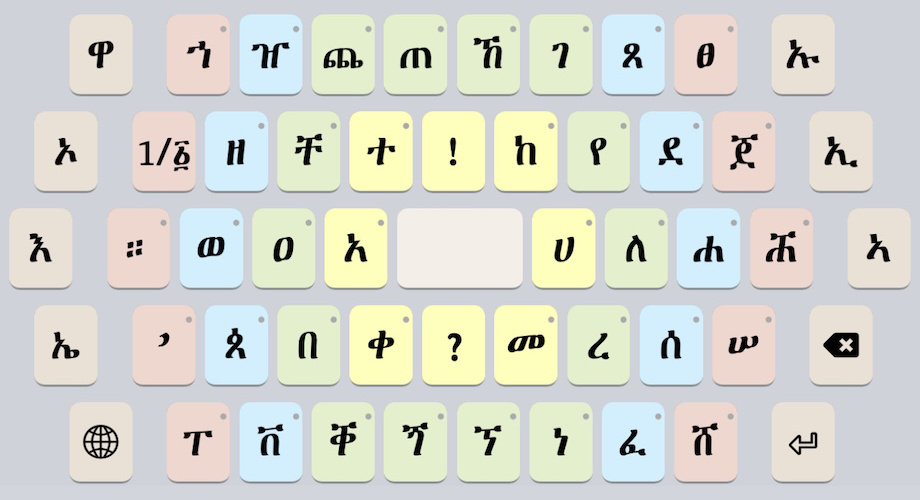 ዋ ኀ ዠ ጨ ጠ ኸ ገ ጸ ፀ ኡ
ኦ 1/፩ ዘ ቸ ተ ! ከ የ ደ ጀ ኢ
እ ። ወ ዐ አ ሀ ለ ሐ ቨ ኣ
ኤ ’ ጰ በ ቀ ? መ ረ ሰ ሠ
ፐ ሸ ቐ ኘ ነ ፈ ሸ